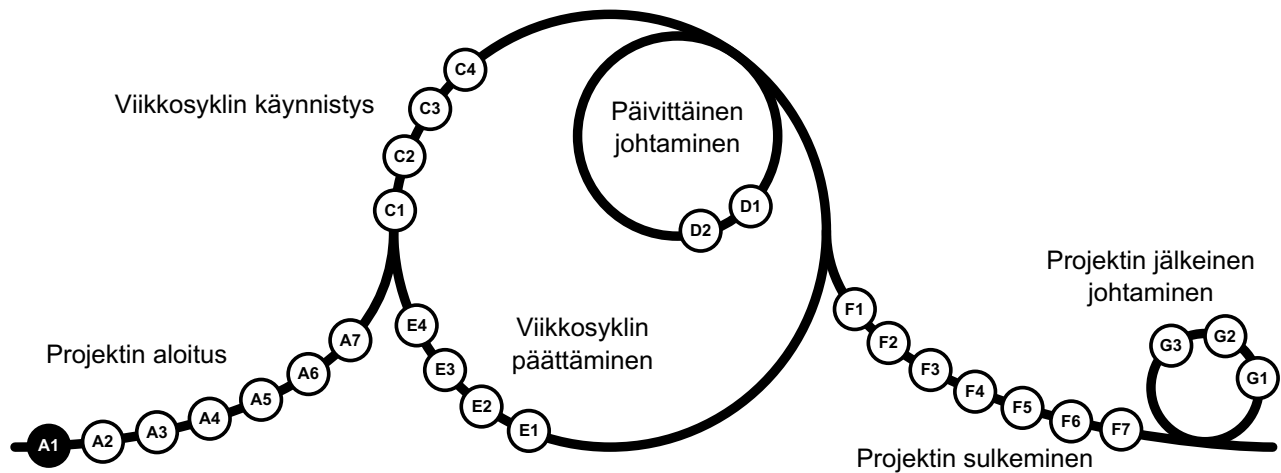 Projektin aloitus
A1
A2
A3
A4
A5
A6
A7
Viikkosyklin käynnistys
C1
C2
C3
C4
Päivittäinen
johtaminen
D1
D2
Viikkosyklin
päättäminen
E1
E2
E3
E4
F1
F2
F3
F4
F5
F6
F7
Projektin sulkeminen
Projektin jälkeinen
johtaminen
G1
G2
G3